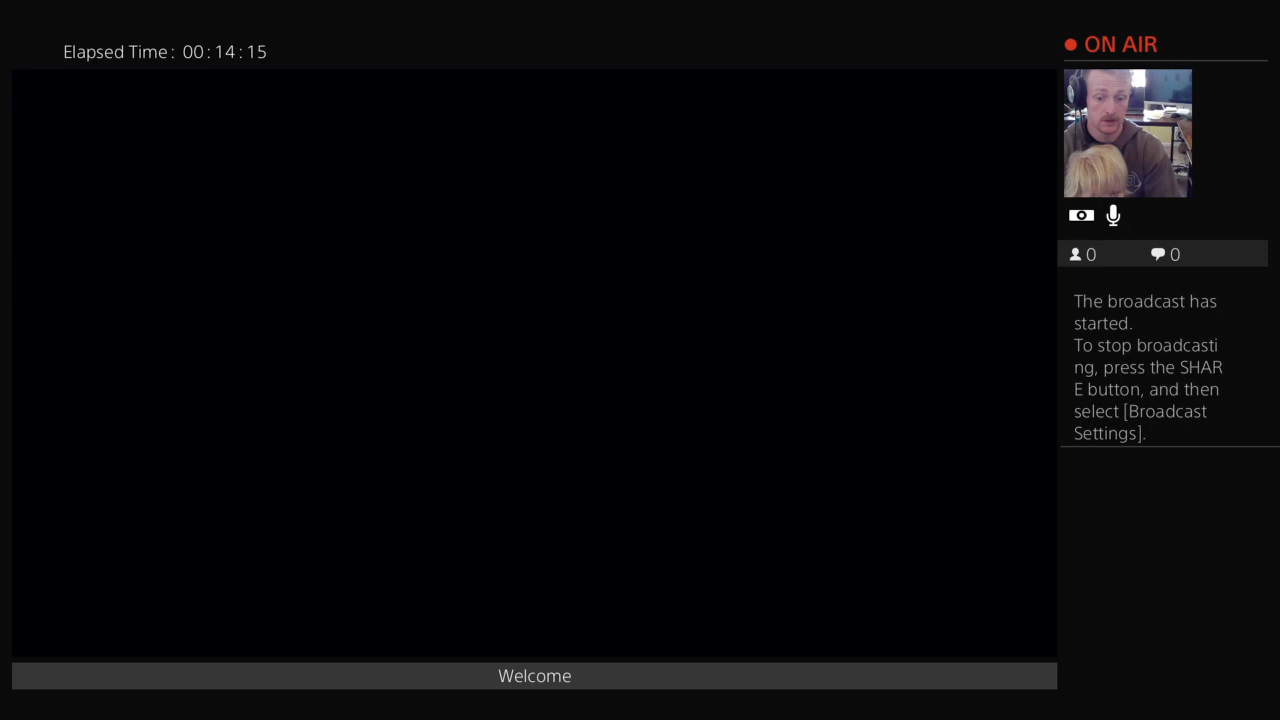 Elapsed Time: 00:14:15
ON AIR
0 0
The broadcast has
started.
To stop broadcasti
ng, press the SHAR
E button, and then
select [Broadcast
Settings].
Welcome